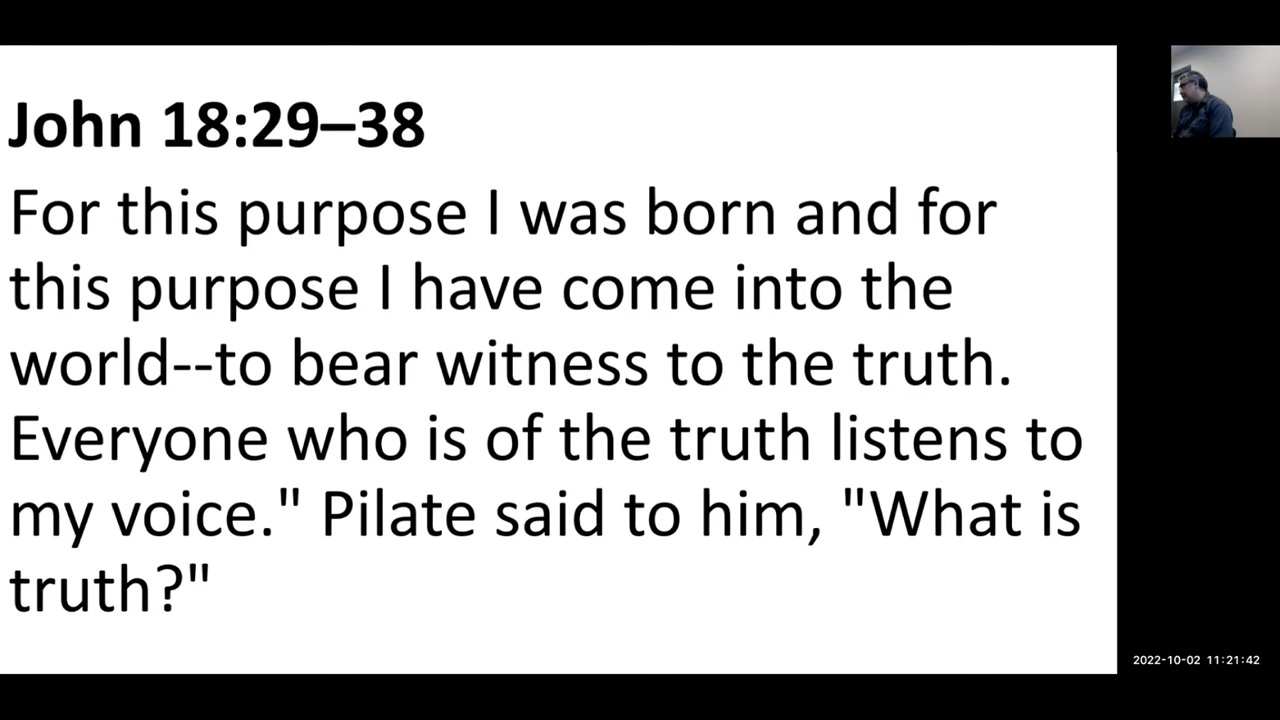 John 18:29–38
For this purpose I was born and for
this purpose I have come into the
world--to bear witness to the truth.
Everyone who is of the truth listens to
my voice." Pilate said to him, "What is
truth?"
2022-10-02 11:21:42